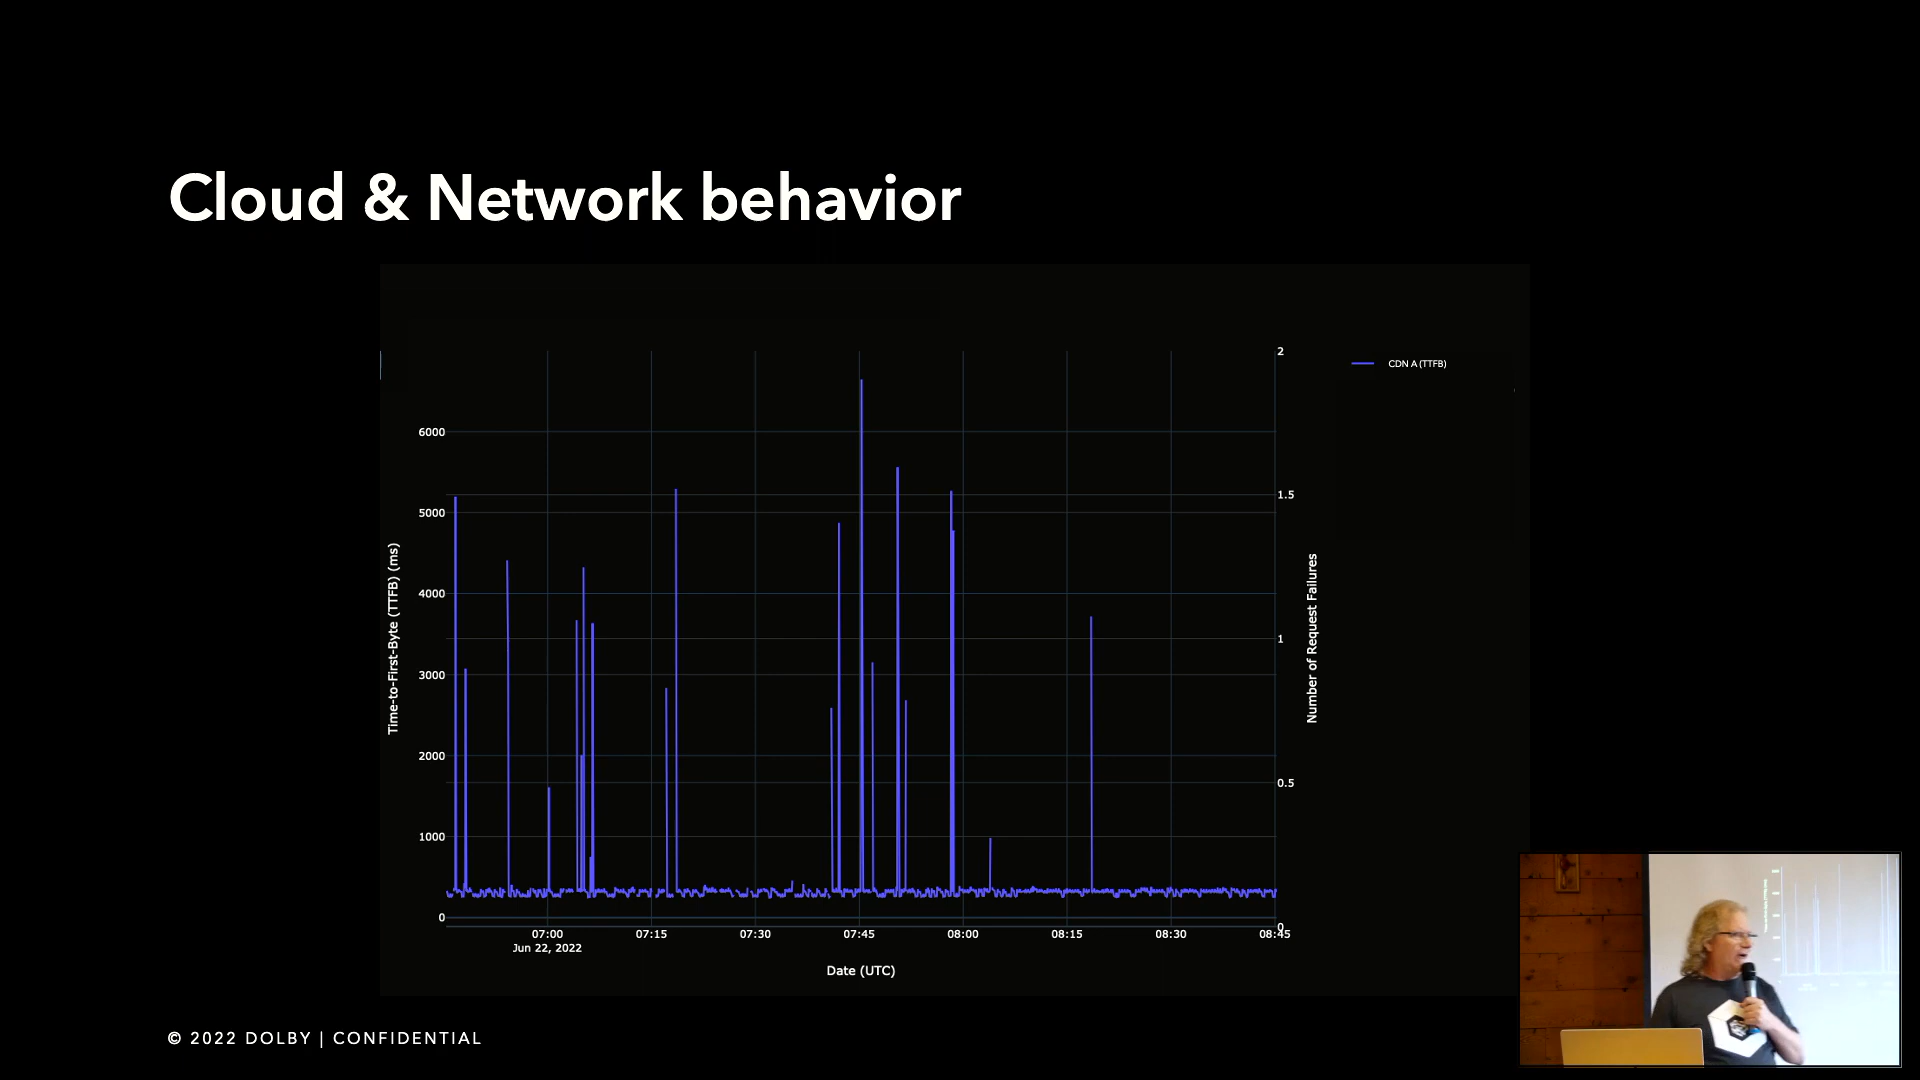 Cloud & Network behavior
2
CDN A (TTFB)
6000
1.5
5000
Time-to-First-Byte (TTFB) (ms)
Number of Request Failures
4000
1
3000
2000
0.5
1000
0
0
07:00
07:15
07:30
07:45
08:00
08:15
08:30
08:45
Jun 22, 2022
Date (UTC)
© 2022 DOLBY | CONFIDENTIAL